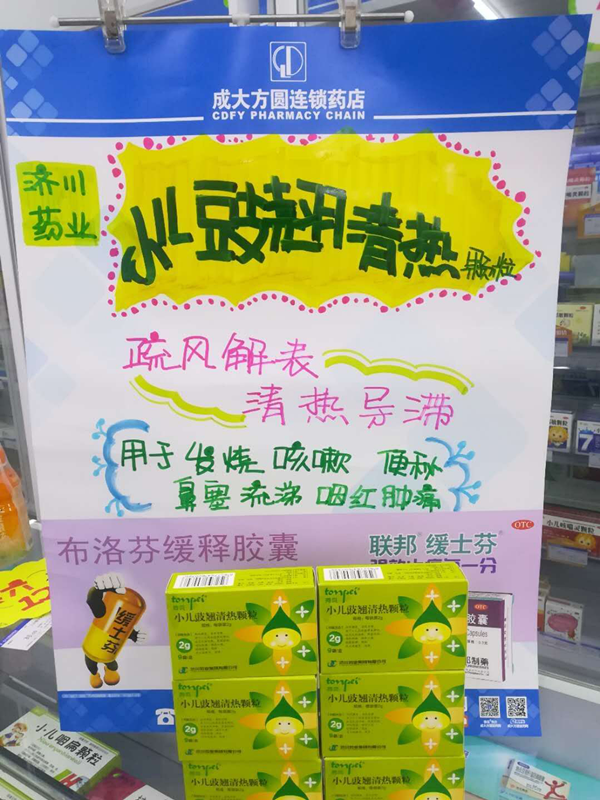 成大方圆连锁药店
CDFY PHARMACY CHAIN
济川
药业
小儿豉翘清热颗粒
疏风解表
清热导滞
用于发烧 咳嗽 便秘
鼻塞 流涕 咽红肿痛
布洛芬缓释胶囊
联邦 缓士芬
OTC
缓士芬
小儿豉翘清热颗粒
2g
小儿豉翘清热颗粒
2g
小儿豉翘清热颗粒
2g
小儿豉翘清热颗粒
2g
小儿豉翘清热颗粒
小儿豉翘清热颗粒
胶囊
Capsules
邦制药
小儿咽扁颗粒